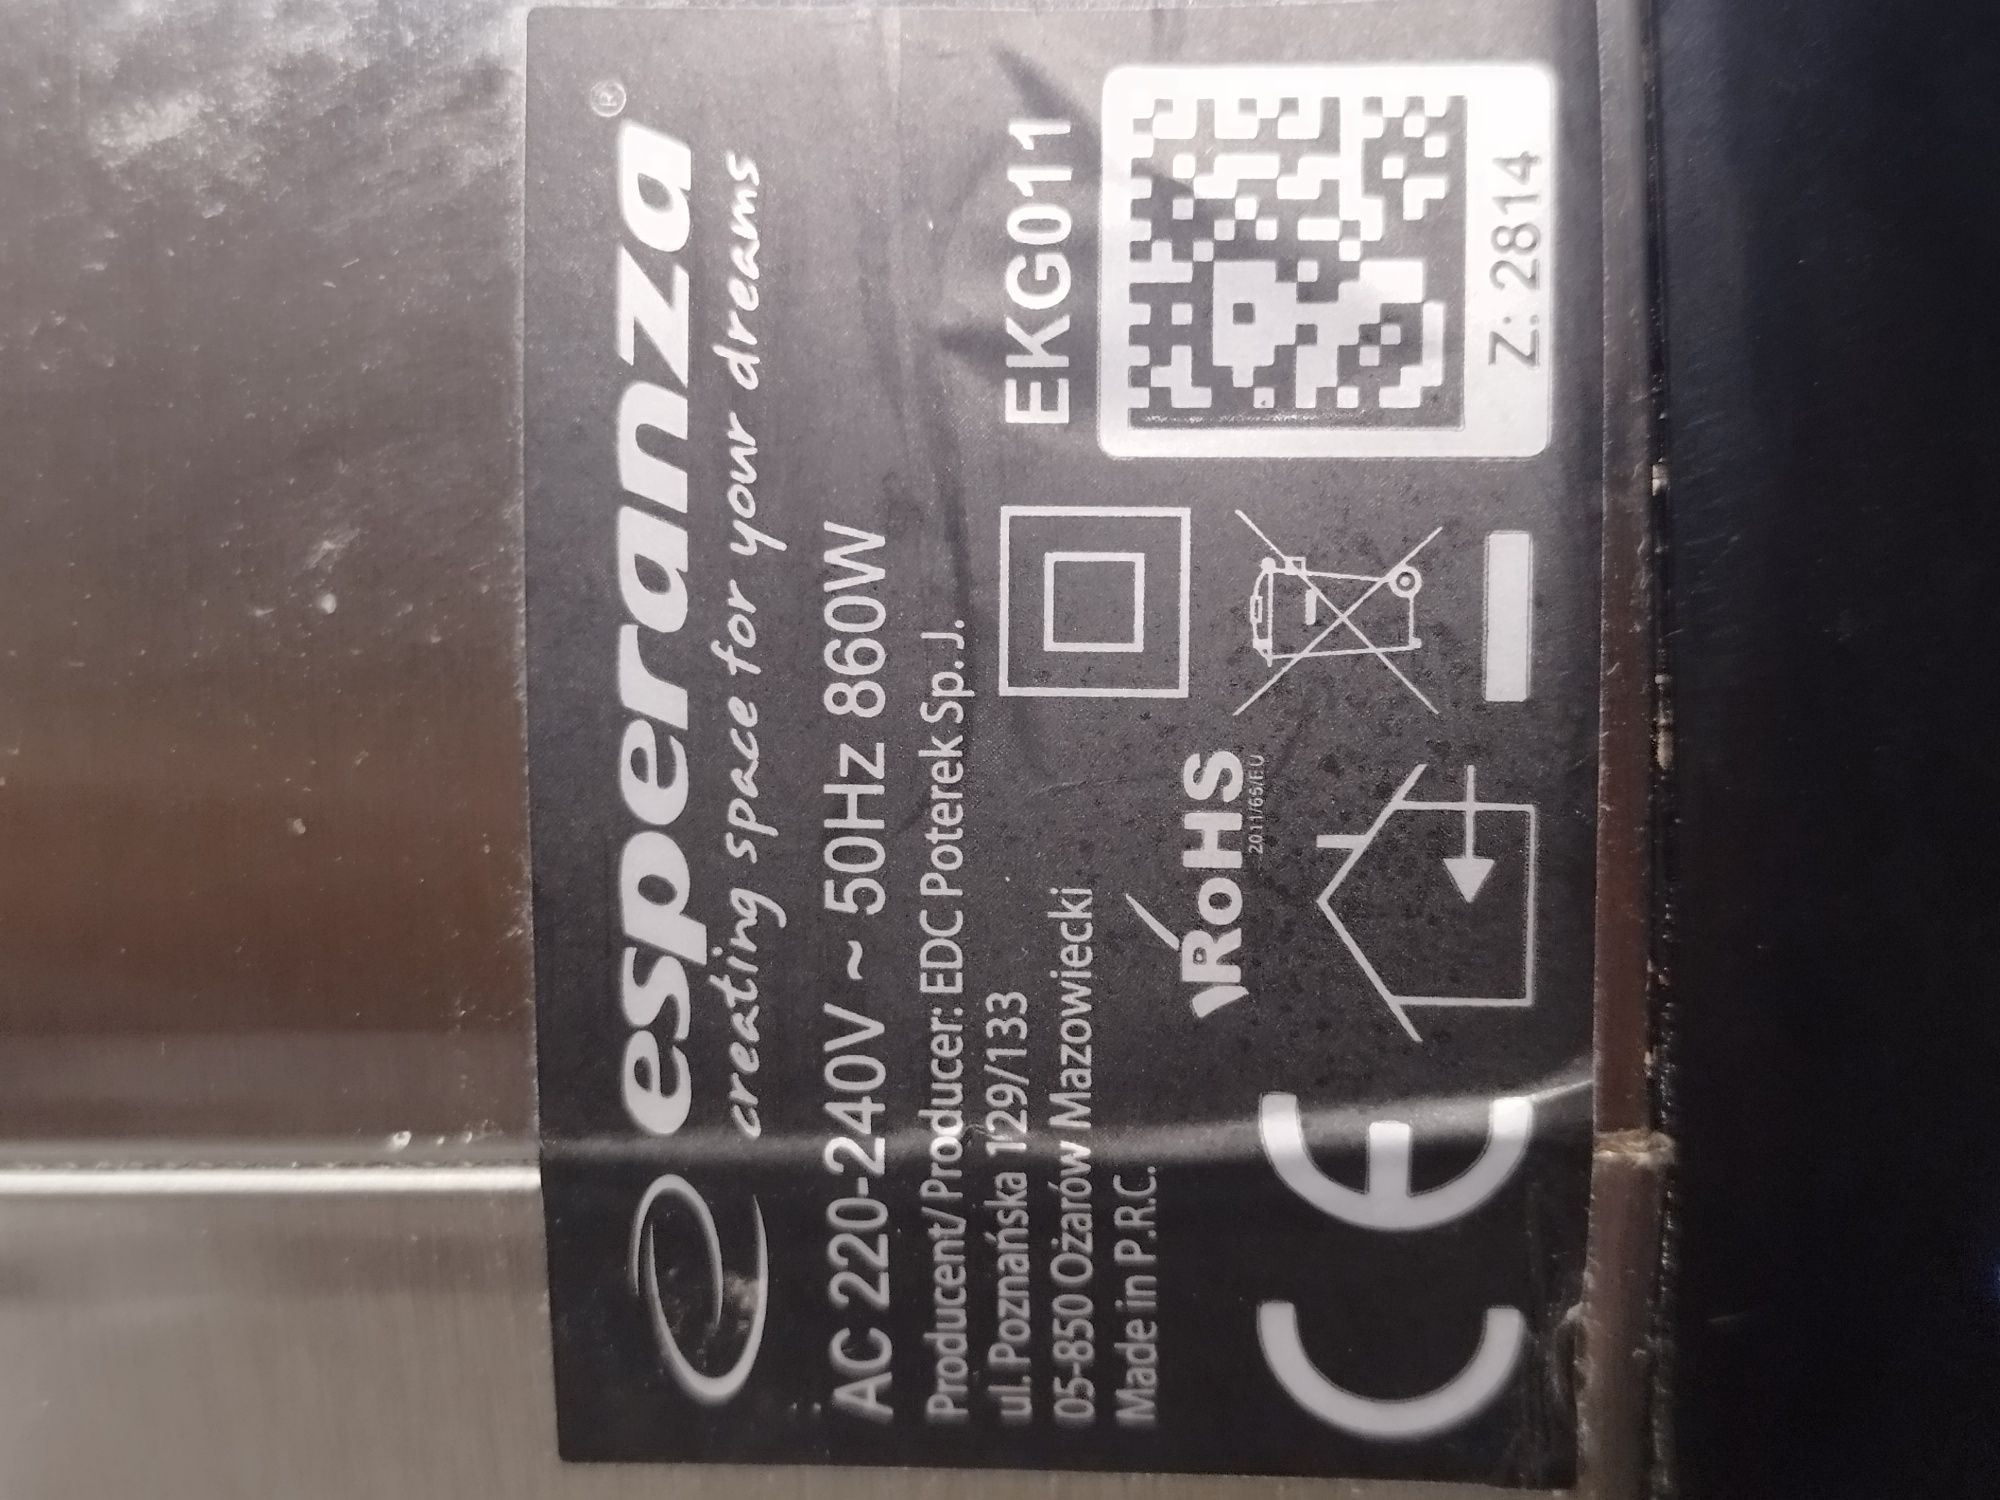 esperanza®
creating space for your dreams
AC 220-240V ~ 50Hz 860W
Producent/ Producer: EDC Poterek Sp. J.
ul. Poznańska 129/133
05-850 Ożarów Mazowiecki
Made in P.R.C.
EKG011
RoHS
2011/65/EU
CE
Z: 2814